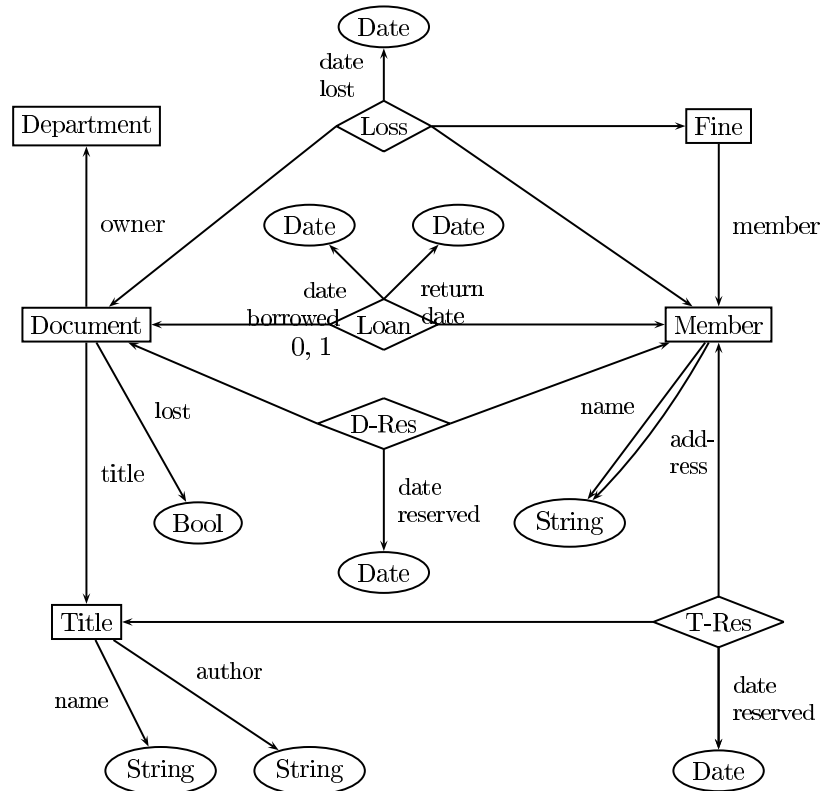 Date
date
lost
Department
Loss
Fine
owner
Date
Date
member
date
borrowed
return
date
Document
Loan
Member
0, 1
lost
D-Res
name
add-
ress
title
date
reserved
Bool
String
Date
Title
T-Res
name
author
date
reserved
String
String
Date